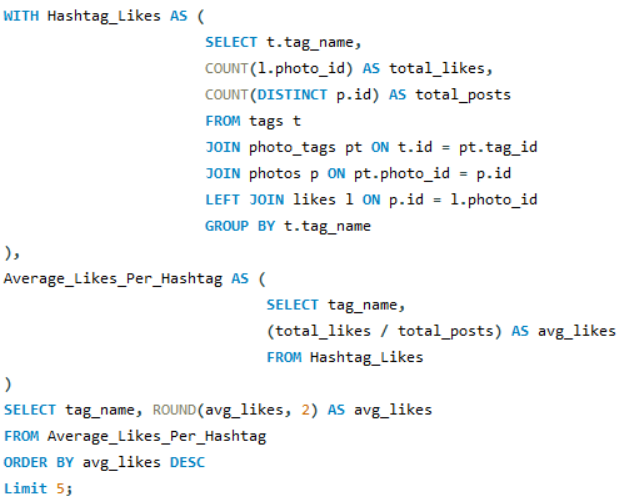 WITH Hashtag_Likes AS (
SELECT t.tag_name,
COUNT(l.photo_id) AS total_likes,
COUNT(DISTINCT p.id) AS total_posts
FROM tags t
JOIN photo_tags pt ON t.id = pt.tag_id
JOIN photos p ON pt.photo_id = p.id
LEFT JOIN likes l ON p.id = l.photo_id
GROUP BY t.tag_name
),
Average_Likes_Per_Hashtag AS (
SELECT tag_name,
(total_likes / total_posts) AS avg_likes
FROM Hashtag_Likes
)
SELECT tag_name, ROUND(avg_likes, 2) AS avg_likes
FROM Average_Likes_Per_Hashtag
ORDER BY avg_likes DESC
Limit 5;